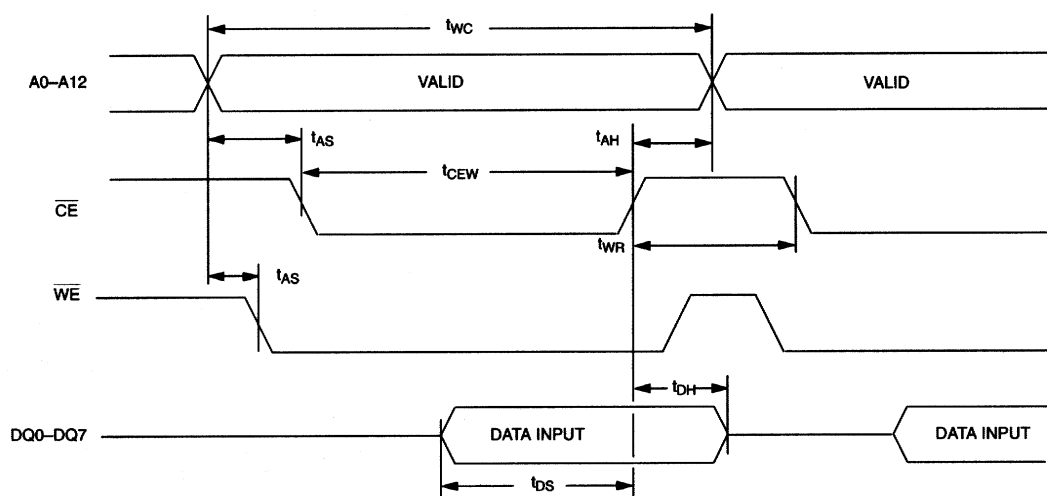 tWC
A0–A12
VALID
VALID
tAS
tAH
tCEW
CE
tWR
tAS
WE
tDH
DQ0–DQ7
DATA INPUT
DATA INPUT
tDS